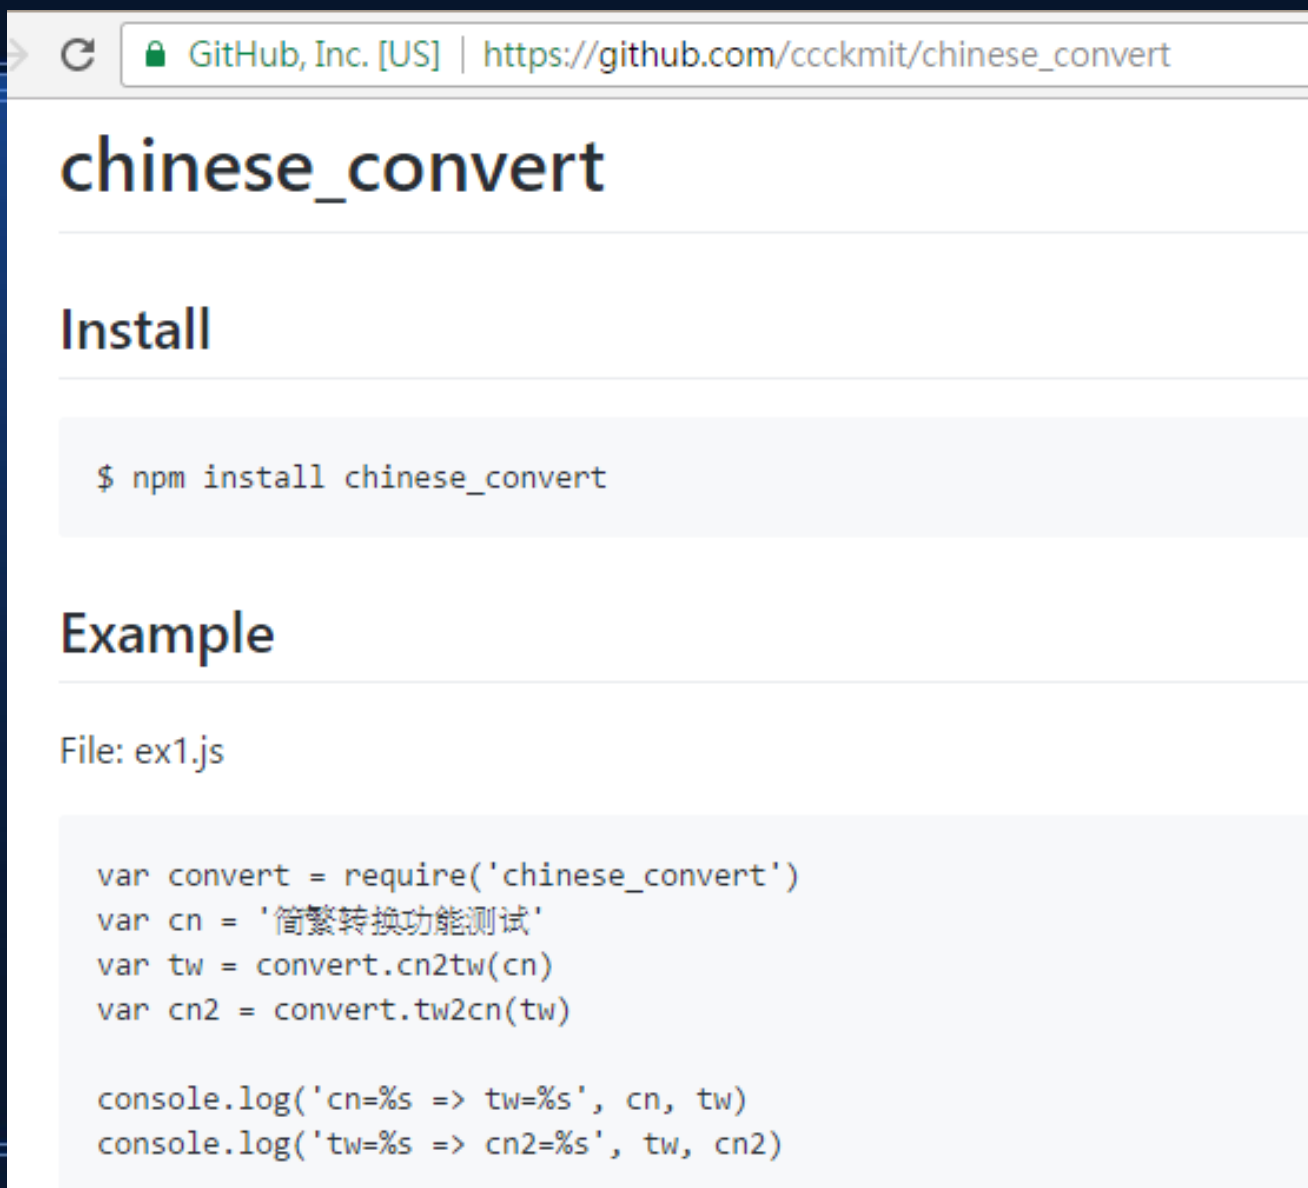 GitHub, Inc. [US] | https://github.com/ccckmit/chinese_convert
chinese_convert
Install
$ npm install chinese_convert
Example
File: ex1.js
var convert = require('chinese_convert')
var cn = '简繁转换功能测试'
var tw = convert.cn2tw(cn)
var cn2 = convert.tw2cn(tw)
console.log('cn=%s => tw=%s', cn, tw)
console.log('tw=%s => cn2=%s', tw, cn2)